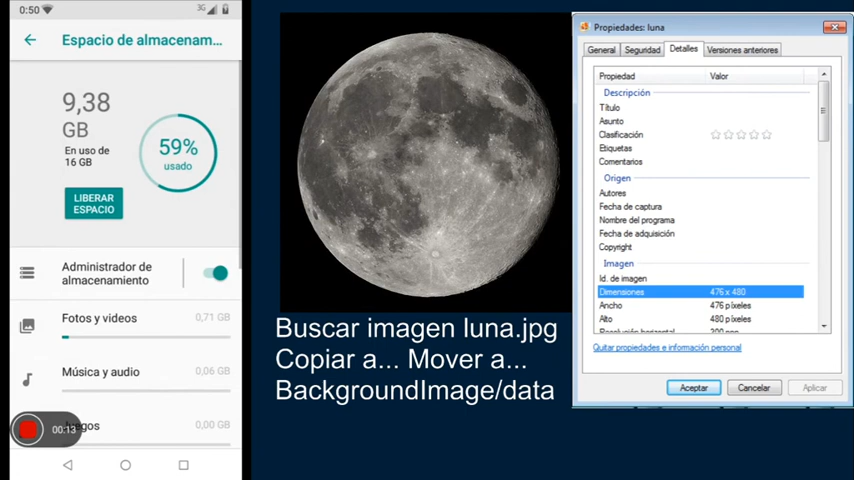 0:50
3G
Espacio de almacenam...
9,38
GB
En uso de
16 GB
59%
usado
LIBERAR
ESPACIO
Administrador de
almacenamiento
Fotos y videos
0,71 GB
Música y audio
0,06 GB
00:13
0,00 GB
Buscar imagen luna.jpg
Copiar a... Mover a...
BackgroundImage/data
Propiedades: luna
General
Seguridad
Detalles
Versiones anteriores
Propiedad
Valor
Descripción
Título
Asunto
Clasificación
Etiquetas
Comentarios
Origen
Autores
Fecha de captura
Nombre del programa
Fecha de adquisición
Copyright
Imagen
Id. de imagen
Dimensiones
476 x 480
Ancho
476 píxeles
Alto
480 píxeles
Quitar propiedades e información personal
Aceptar
Cancelar
Aplicar